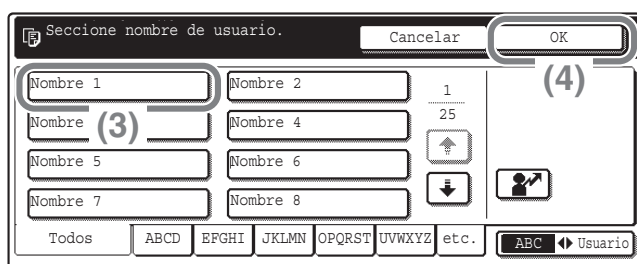 Seccione nombre de usuario. Cancelar OK
Nombre 1 Nombre 2 1 (4)
Nombre (3) Nombre 4 25
Nombre 5 Nombre 6
Nombre 7 Nombre 8
Todos ABCD EFGHI JKLMN OPQRST UVWXYZ etc. ABC Usuario